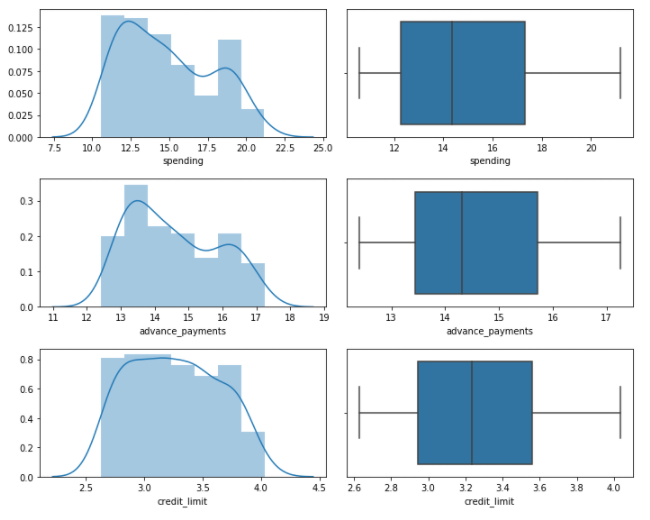 0.125
0.100
0.075
0.050
0.025
0.000
7.5 10.0 12.5 15.0 17.5 20.0 22.5 25.0
spending
12 14 16 18 20
spending
0.3
0.2
0.1
0.0
11 12 13 14 15 16 17 18 19
advance_payments
13 14 15 16 17
advance_payments
0.8
0.6
0.4
0.2
0.0
2.5 3.0 3.5 4.0 4.5
credit_limit
2.6 2.8 3.0 3.2 3.4 3.6 3.8 4.0
credit_limit